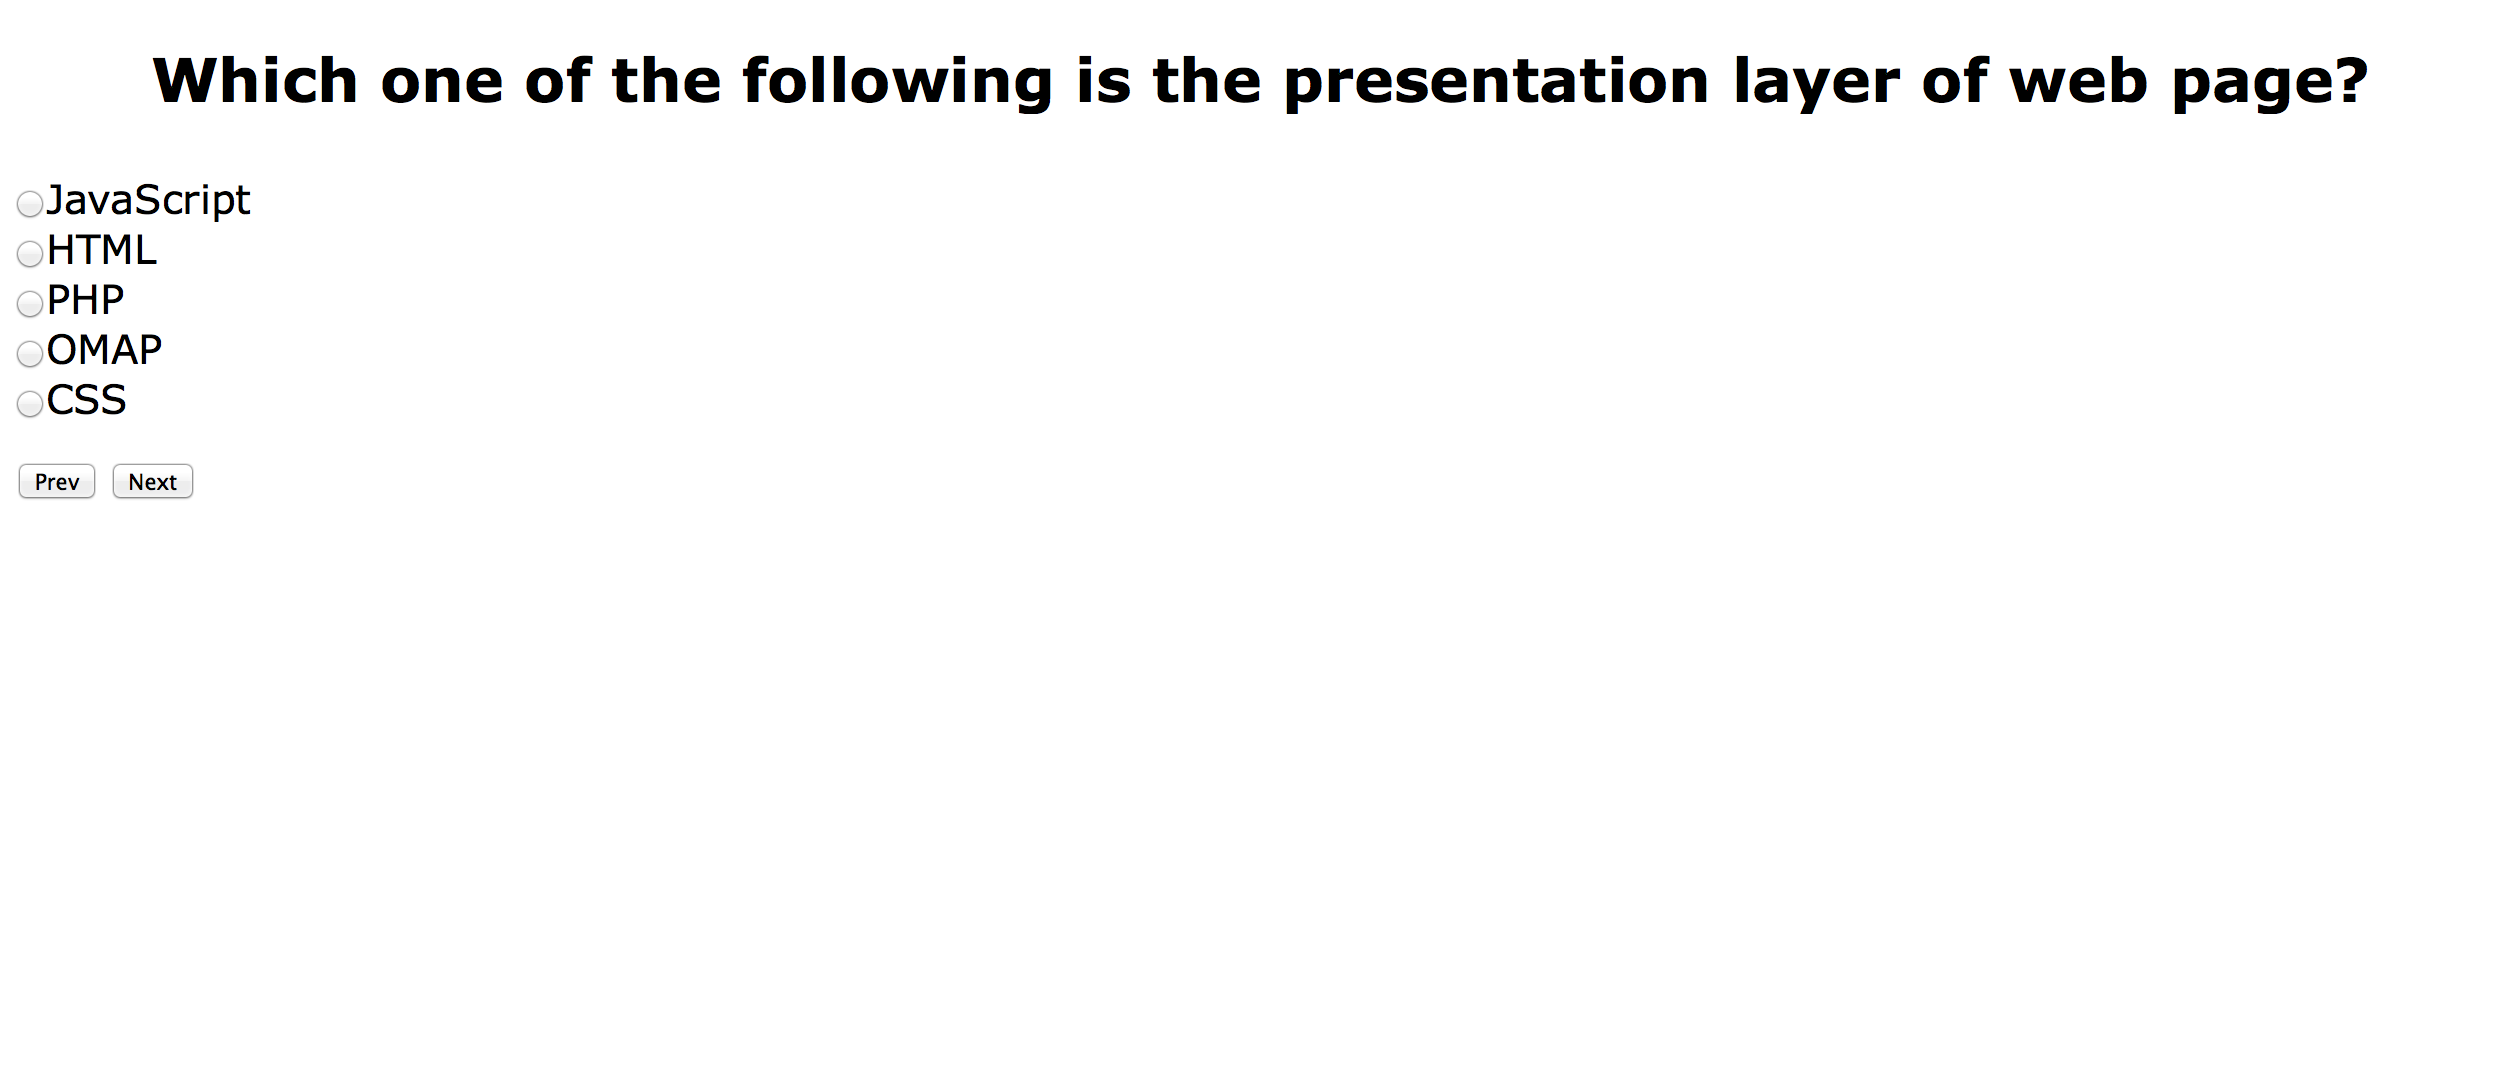 Which one of the following is the presentation layer of web page?
JavaScript
HTML
PHP
OMAP
CSS
Prev Next